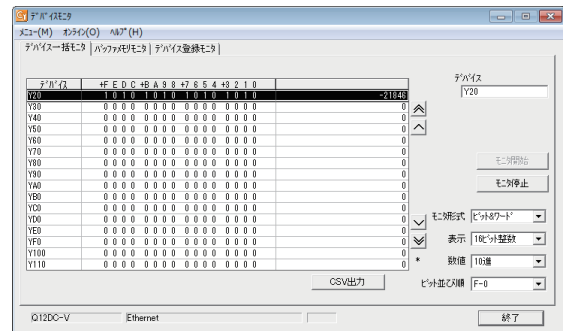 ﾃﾞﾊﾞｲｽﾓﾆﾀ
ﾒﾆｭｰ(M) ｵﾝﾗｲﾝ(O) ﾍﾙﾌﾟ(H)
ﾃﾞﾊﾞｲｽ一括ﾓﾆﾀ ﾊﾞｯﾌｧﾒﾓﾘﾓﾆﾀ ﾃﾞﾊﾞｲｽ登録ﾓﾆﾀ
ﾃﾞﾊﾞｲｽ
Y20
ﾃﾞﾊﾞｲｽ +F E D C +B A 9 8 +7 6 5 4 +3 2 1 0
Y20 1 0 1 0 1 0 1 0 1 0 1 0 1 0 1 0 -21846
Y30 0 0 0 0 0 0 0 0 0 0 0 0 0 0 0 0 0
Y40 0 0 0 0 0 0 0 0 0 0 0 0 0 0 0 0 0
Y50 0 0 0 0 0 0 0 0 0 0 0 0 0 0 0 0 0
Y60 0 0 0 0 0 0 0 0 0 0 0 0 0 0 0 0 0
Y70 0 0 0 0 0 0 0 0 0 0 0 0 0 0 0 0 0
Y80 0 0 0 0 0 0 0 0 0 0 0 0 0 0 0 0 0
Y90 0 0 0 0 0 0 0 0 0 0 0 0 0 0 0 0 0
YA0 0 0 0 0 0 0 0 0 0 0 0 0 0 0 0 0 0
YB0 0 0 0 0 0 0 0 0 0 0 0 0 0 0 0 0 0
YC0 0 0 0 0 0 0 0 0 0 0 0 0 0 0 0 0 0
YD0 0 0 0 0 0 0 0 0 0 0 0 0 0 0 0 0 0
YE0 0 0 0 0 0 0 0 0 0 0 0 0 0 0 0 0 0
YF0 0 0 0 0 0 0 0 0 0 0 0 0 0 0 0 0 0
Y100 0 0 0 0 0 0 0 0 0 0 0 0 0 0 0 0 0
Y110 0 0 0 0 0 0 0 0 0 0 0 0 0 0 0 0 0
ﾓﾆﾀ開始
ﾓﾆﾀ停止
ﾓﾆﾀ形式 ﾋﾞｯﾄ&ﾜｰﾄﾞ
表示 16ﾋﾞｯﾄ整数
* 数値 10進
ﾋﾞｯﾄ並び順 F-0
CSV出力
Q12DC-V Ethernet
終了